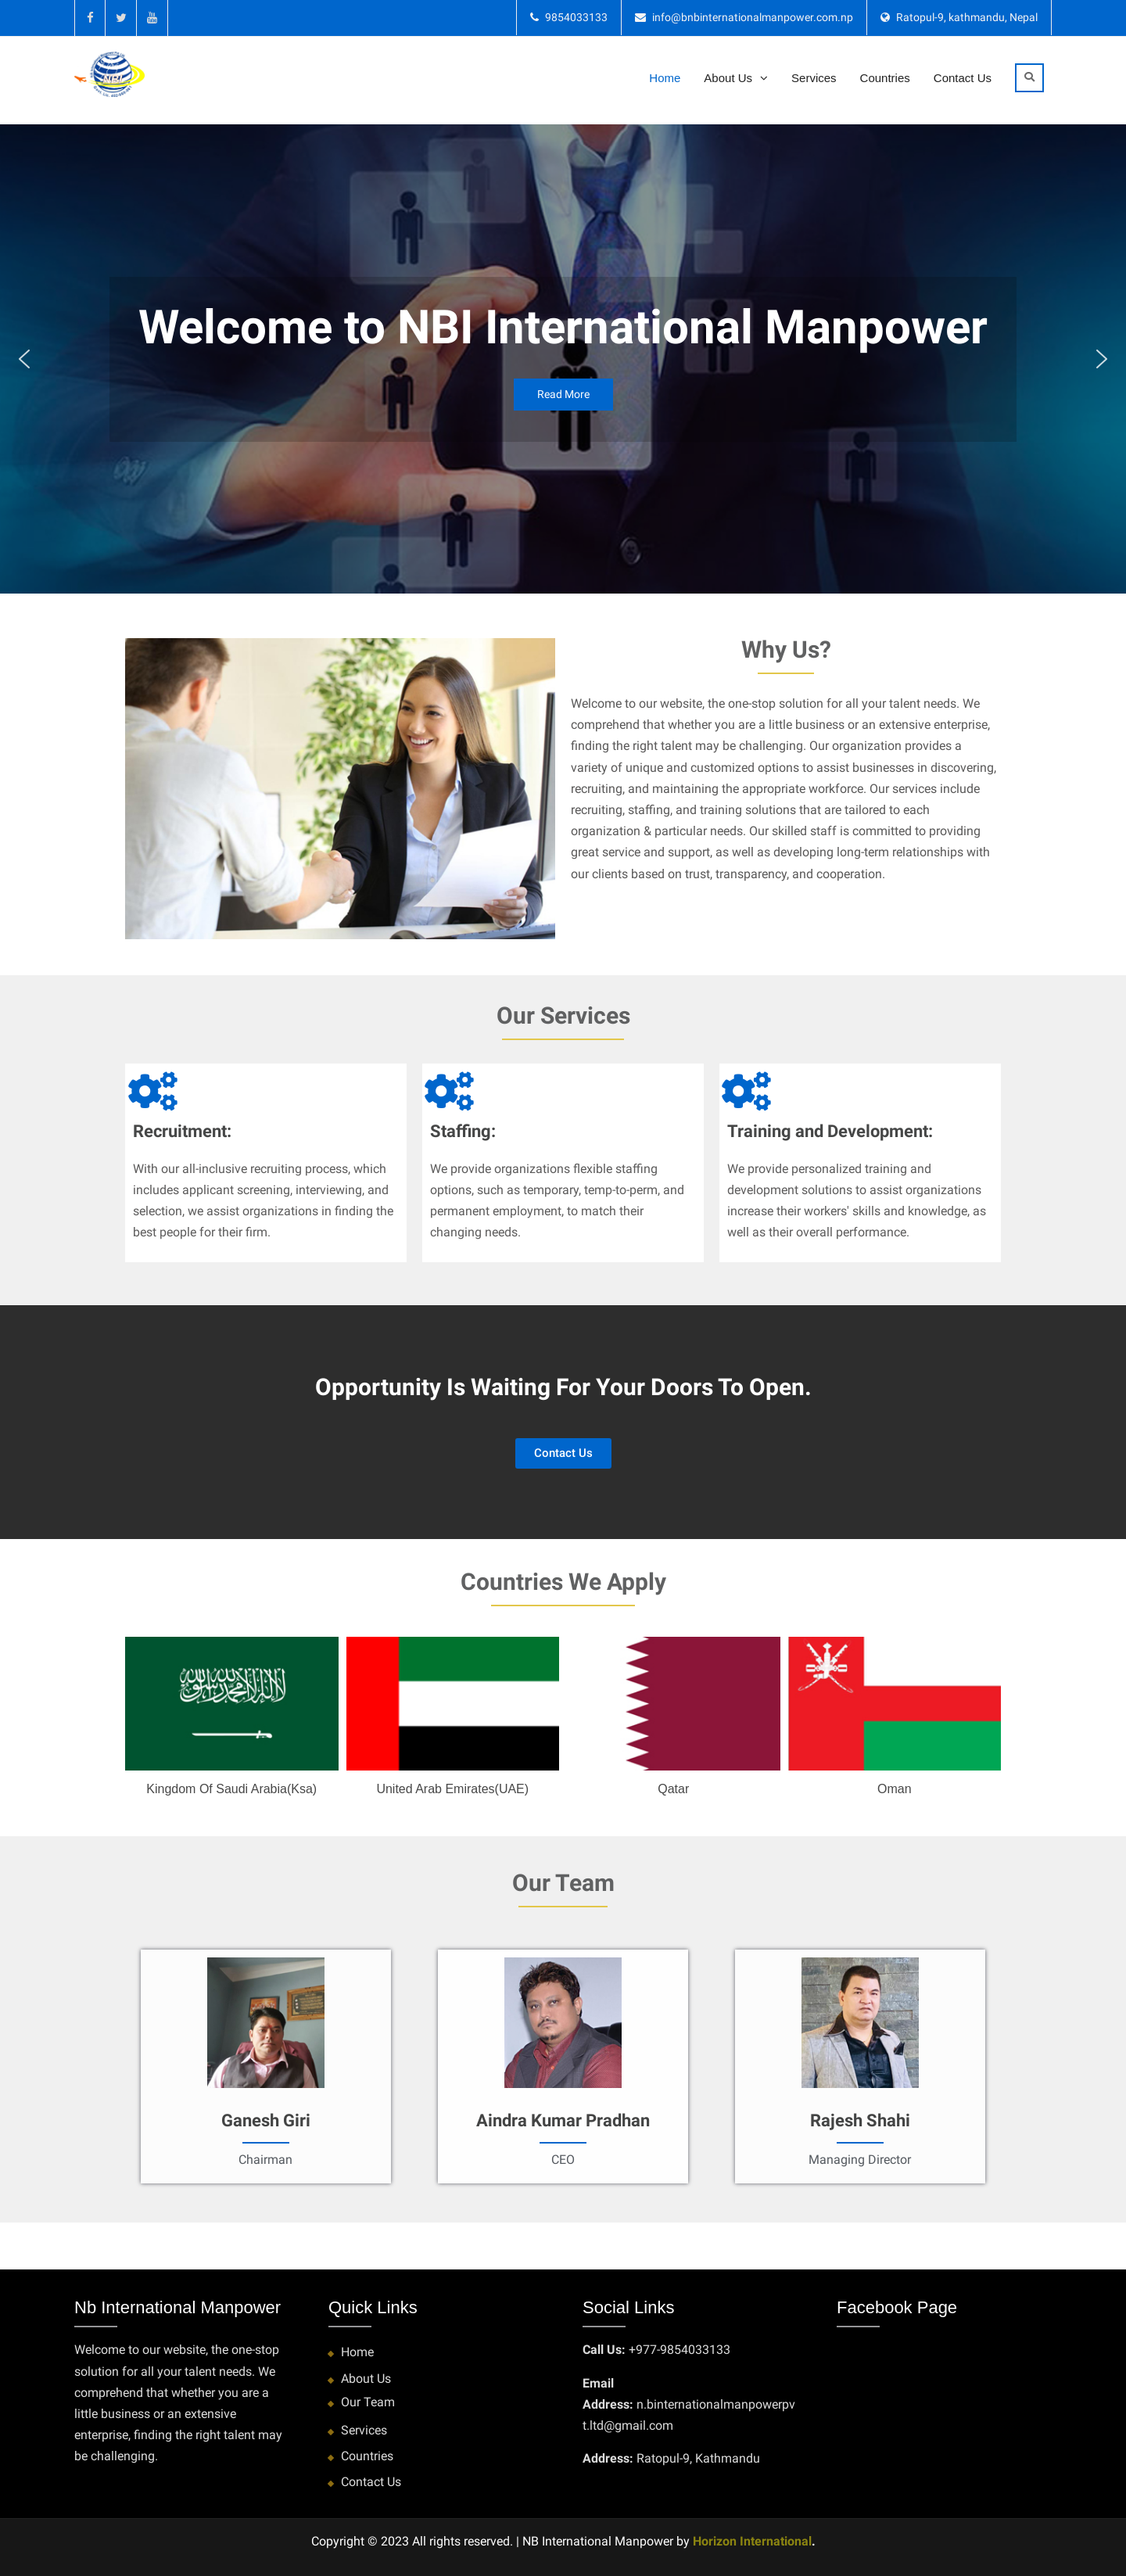 9854033133
info@bnbinternationalmanpower.com.np
Ratopul-9, kathmandu, Nepal
NBI
Home
About Us
Services
Countries
Contact Us
Welcome to NBI International Manpower
Read More
Why Us?
Welcome to our website, the one-stop solution for all your talent needs. We
comprehend that whether you are a little business or an extensive enterprise,
finding the right talent may be challenging. Our organization provides a
variety of unique and customized options to assist businesses in discovering,
recruiting, and maintaining the appropriate workforce. Our services include
recruiting, staffing, and training solutions that are tailored to each
organization & particular needs. Our skilled staff is committed to providing
great service and support, as well as developing long-term relationships with
our clients based on trust, transparency, and cooperation.
Our Services
Recruitment:
With our all-inclusive recruiting process, which
includes applicant screening, interviewing, and
selection, we assist organizations in finding the
best people for their firm.
Staffing:
We provide organizations flexible staffing
options, such as temporary, temp-to-perm, and
permanent employment, to match their
changing needs.
Training and Development:
We provide personalized training and
development solutions to assist organizations
increase their workers' skills and knowledge, as
well as their overall performance.
Opportunity Is Waiting For Your Doors To Open.
Contact Us
Countries We Apply
Kingdom Of Saudi Arabia(Ksa)
United Arab Emirates(UAE)
Qatar
Oman
Our Team
Ganesh Giri
Chairman
Aindra Kumar Pradhan
CEO
Rajesh Shahi
Managing Director
Nb International Manpower
Welcome to our website, the one-stop
solution for all your talent needs. We
comprehend that whether you are a
little business or an extensive
enterprise, finding the right talent may
be challenging.
Quick Links
Home
About Us
Our Team
Services
Countries
Contact Us
Social Links
Call Us: +977-9854033133
Email
Address: n.binternationalmanpowerpv
t.ltd@gmail.com
Address: Ratopul-9, Kathmandu
Facebook Page
Copyright © 2023 All rights reserved. | NB International Manpower by Horizon International.